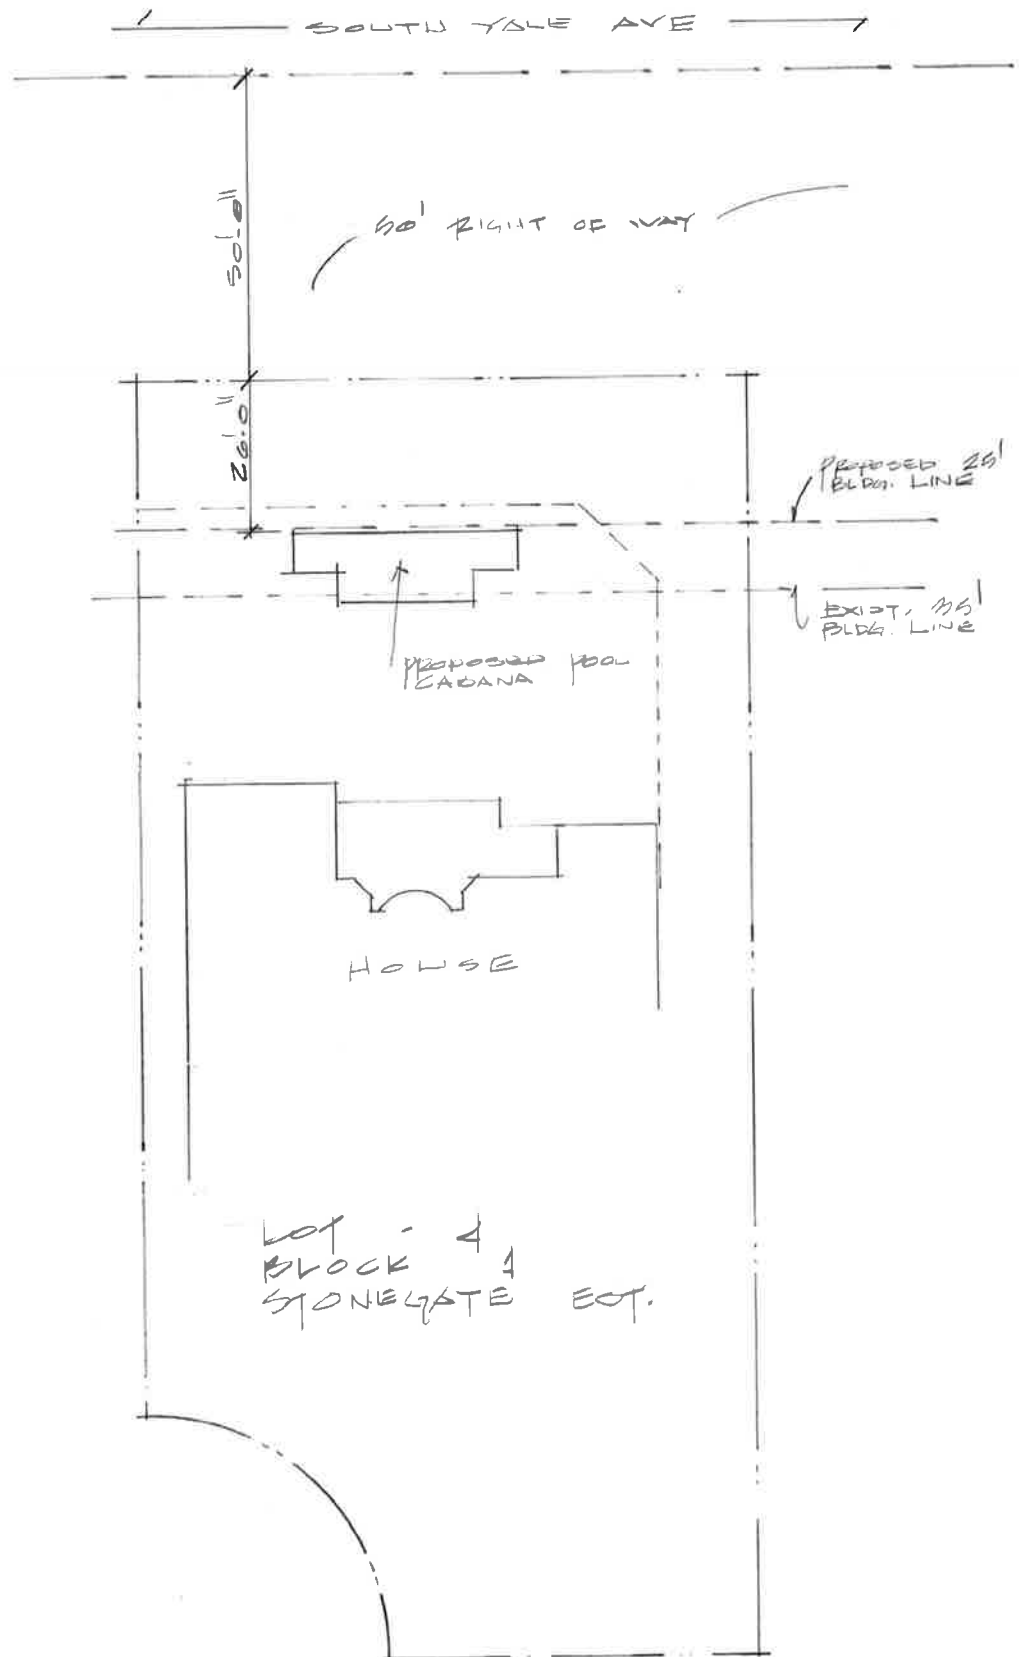 SOUTH YALE AVE
50'-0"
50' RIGHT OF WAY
26'-0"
PROPOSED 25'
BLDG. LINE
EXIST. 35'
BLDG. LINE
PROPOSED POOL
CABANA
HOUSE
LOT - 4
BLOCK 1
STONEGATE EST.